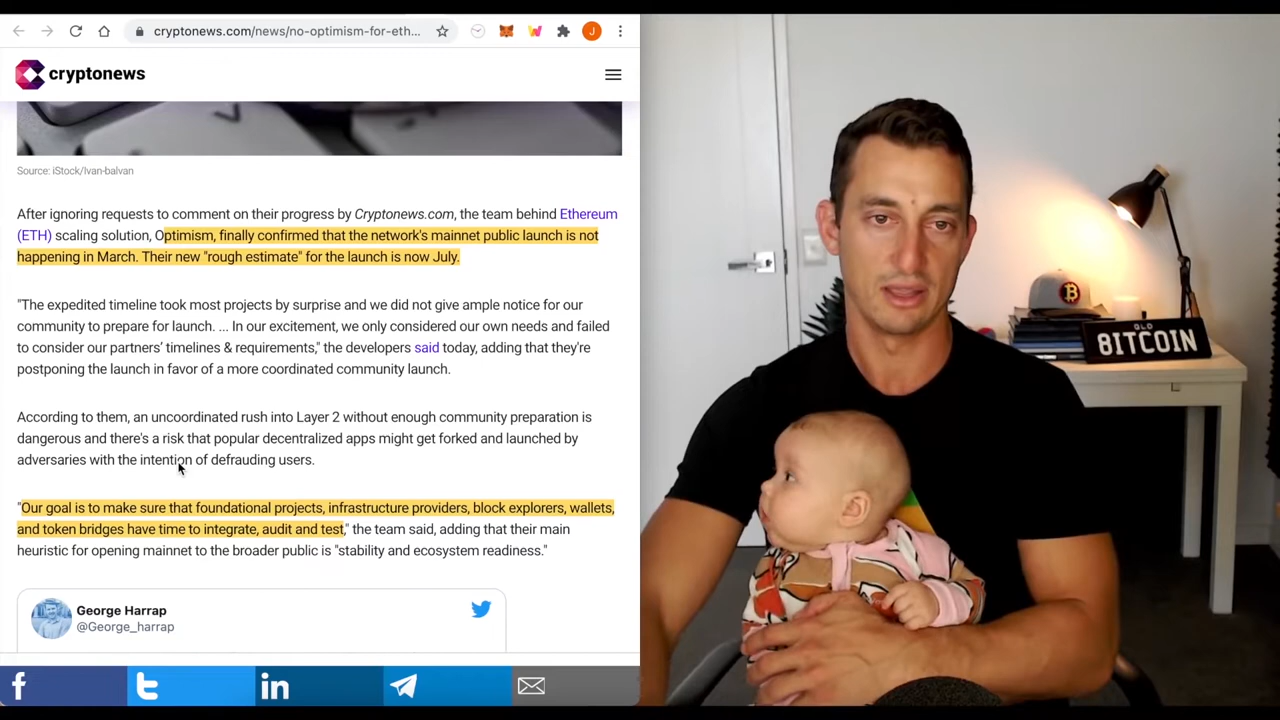 cryptonews.com/news/no-optimism-for-eth...
J
cryptonews
Source: iStock/Ivan-balvan
After ignoring requests to comment on their progress by Cryptonews.com, the team behind Ethereum
(ETH) scaling solution, Optimism, finally confirmed that the network's mainnet public launch is not
happening in March. Their new "rough estimate" for the launch is now July.
"The expedited timeline took most projects by surprise and we did not give ample notice for our
community to prepare for launch. ... In our excitement, we only considered our own needs and failed
to consider our partners’ timelines & requirements," the developers said today, adding that they're
postponing the launch in favor of a more coordinated community launch.
According to them, an uncoordinated rush into Layer 2 without enough community preparation is
dangerous and there's a risk that popular decentralized apps might get forked and launched by
adversaries with the intention of defrauding users.
"Our goal is to make sure that foundational projects, infrastructure providers, block explorers, wallets,
and token bridges have time to integrate, audit and test," the team said, adding that their main
heuristic for opening mainnet to the broader public is "stability and ecosystem readiness."
George Harrap
@George_harrap
QLD
8ITCOIN